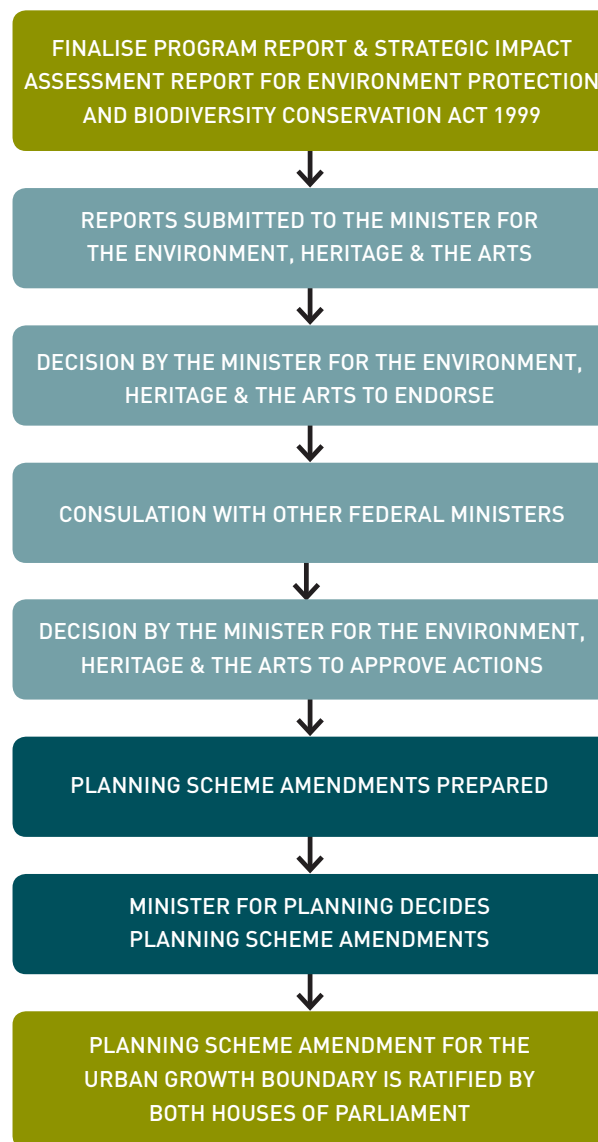 FINALISE PROGRAM REPORT & STRATEGIC IMPACT
ASSESSMENT REPORT FOR ENVIRONMENT PROTECTION
AND BIODIVERSITY CONSERVATION ACT 1999
REPORTS SUBMITTED TO THE MINISTER FOR
THE ENVIRONMENT, HERITAGE & THE ARTS
DECISION BY THE MINISTER FOR THE ENVIRONMENT,
HERITAGE & THE ARTS TO ENDORSE
CONSULATION WITH OTHER FEDERAL MINISTERS
DECISION BY THE MINISTER FOR THE ENVIRONMENT,
HERITAGE & THE ARTS TO APPROVE ACTIONS
PLANNING SCHEME AMENDMENTS PREPARED
MINISTER FOR PLANNING DECIDES
PLANNING SCHEME AMENDMENTS
PLANNING SCHEME AMENDMENT FOR THE
URBAN GROWTH BOUNDARY IS RATIFIED BY
BOTH HOUSES OF PARLIAMENT